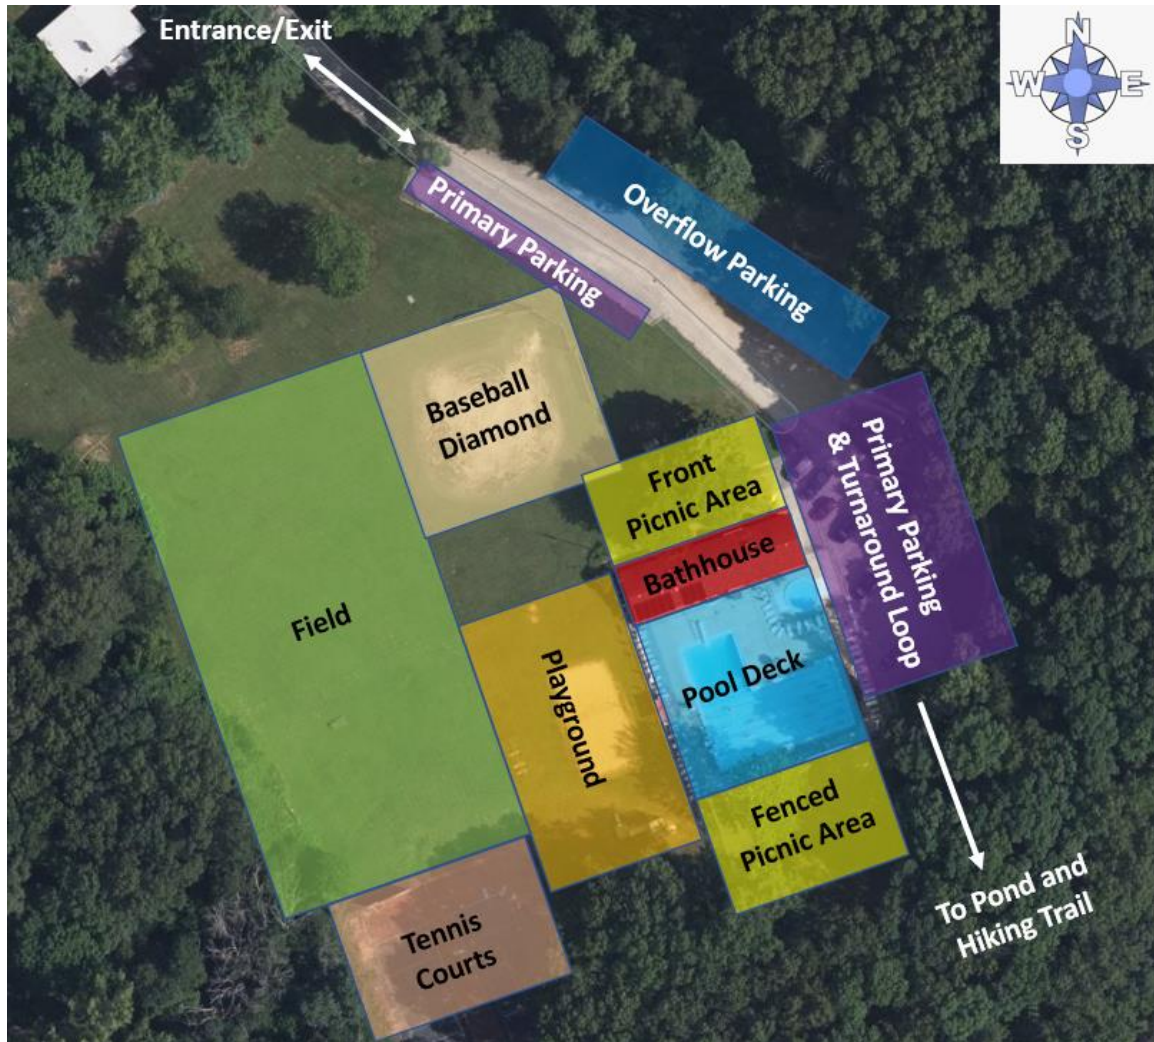 Entrance/Exit
N
W E
S
Primary Parking
Overflow Parking
Baseball
Diamond
Front
Picnic Area
Primary Parking
& Turnaround Loop
Bathhouse
Field
Playground
Pool Deck
Fenced
Picnic Area
To Pond and
Hiking Trail
Tennis
Courts